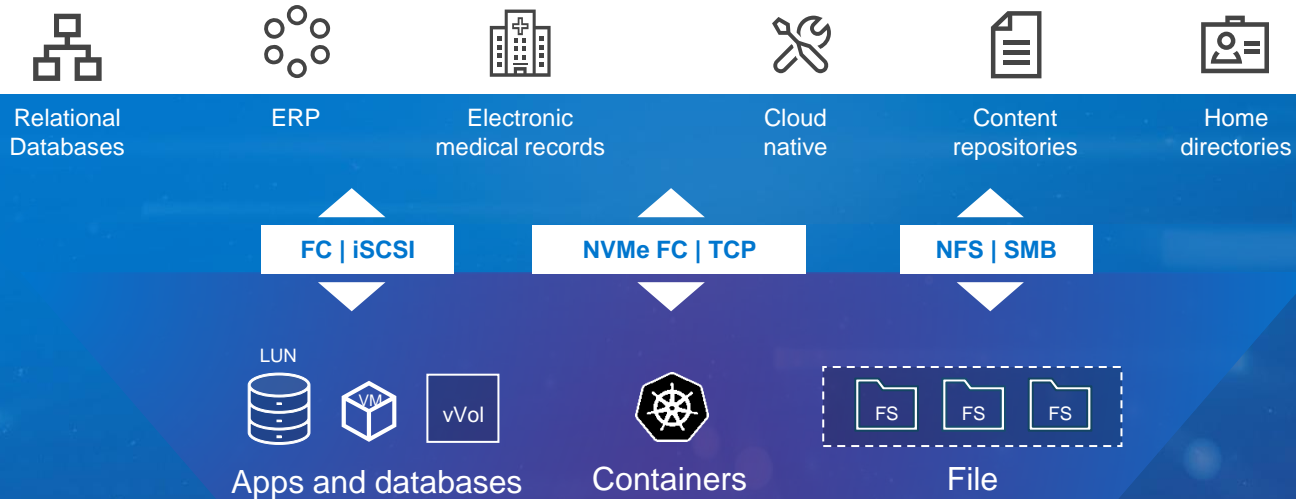 Relational
Databases
ERP
Electronic
medical records
Cloud
native
Content
repositories
Home
directories
FC | iSCSI
NVMe FC | TCP
NFS | SMB
LUN
VM
vVol
FS
FS
FS
Apps and databases
Containers
File